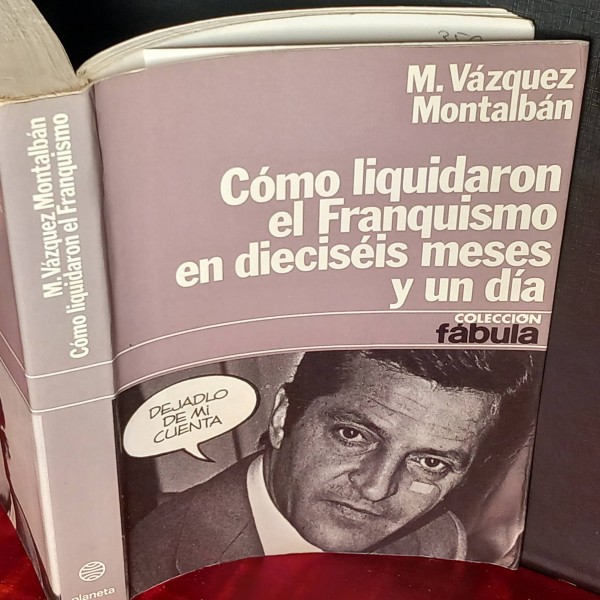 M. Vázquez
Montalbán
Cómo liquidaron
el Franquismo
en dieciséis meses
y un día
COLECCIÓN
fábula
DEJADLO
DE MI
CUENTA
M. Vázquez Montalbán
Cómo liquidaron el Franquismo
planeta